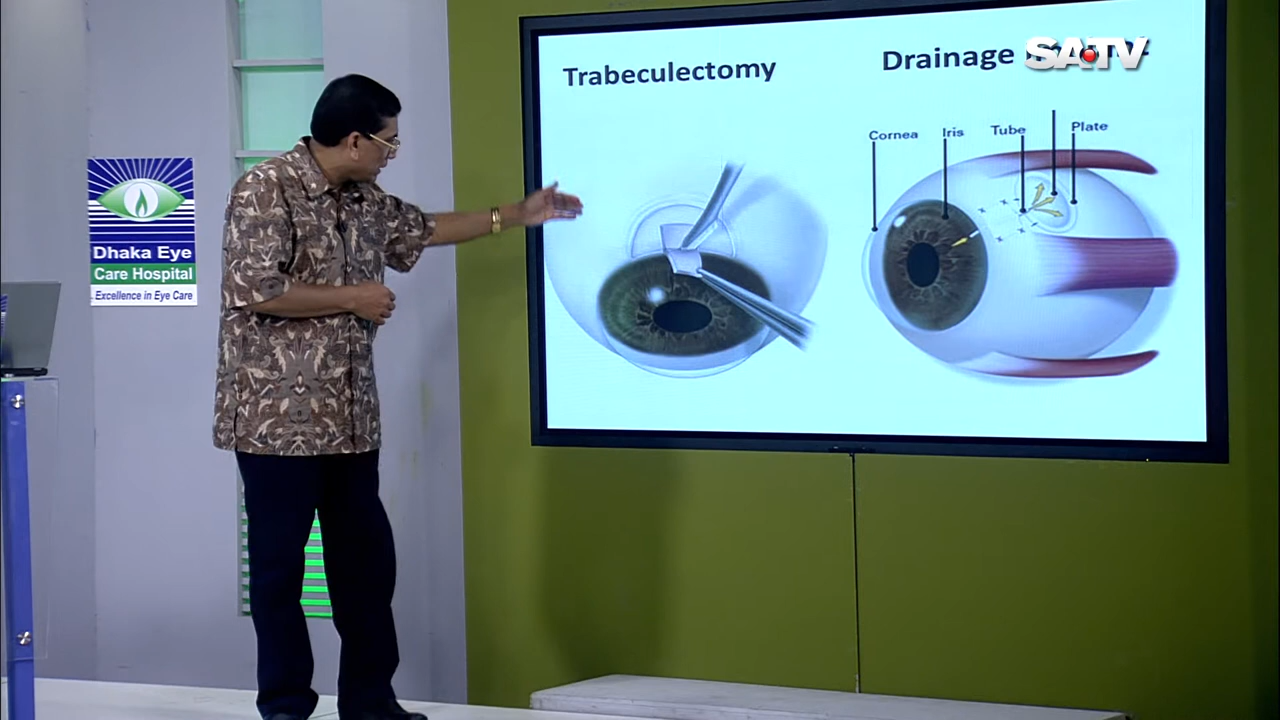 Trabeculectomy
Drainage
SATV
Cornea
Iris
Tube
Plate
Dhaka Eye
Care Hospital
Excellence in Eye Care